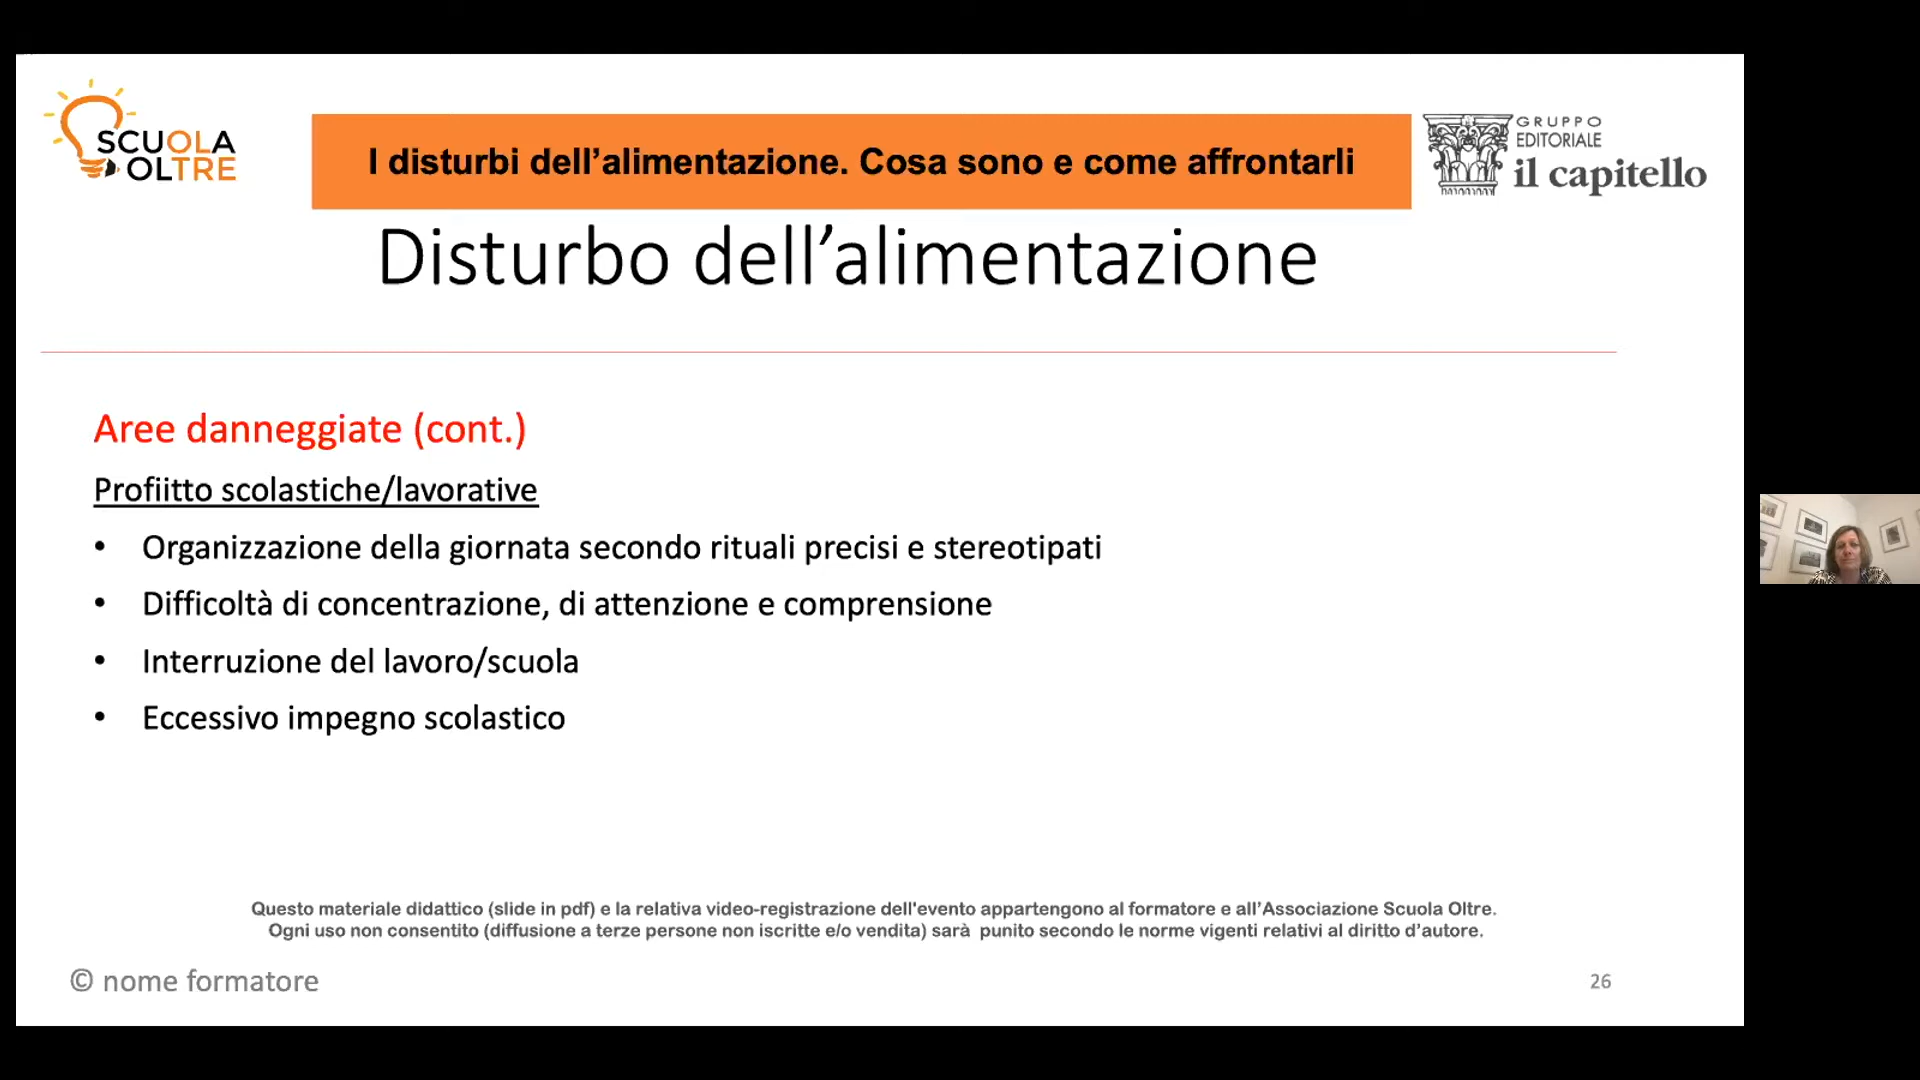 SCUOLA
OLTRE
I disturbi dell’alimentazione. Cosa sono e come affrontarli
GRUPPO
EDITORIALE
il capitello
Disturbo dell’alimentazione
Aree danneggiate (cont.)
Profiitto scolastiche/lavorative
• Organizzazione della giornata secondo rituali precisi e stereotipati
• Difficoltà di concentrazione, di attenzione e comprensione
• Interruzione del lavoro/scuola
• Eccessivo impegno scolastico
Questo materiale didattico (slide in pdf) e la relativa video-registrazione dell'evento appartengono al formatore e all’Associazione Scuola Oltre.
Ogni uso non consentito (diffusione a terze persone non iscritte e/o vendita) sarà punito secondo le norme vigenti relativi al diritto d’autore.
© nome formatore
26